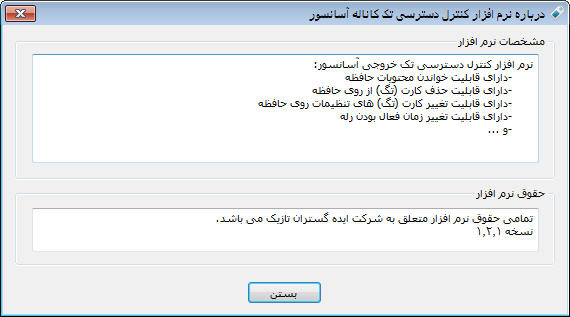 درباره نرم افزار کنترل دسترسی تک کاناله آسانسور
مشخصات نرم افزار
نرم افزار کنترل دسترسی تک خروجی آسانسور:
-دارای قابلیت خواندن محتویات حافظه
-دارای قابلیت حذف کارت (تگ) از روی حافظه
-دارای قابلیت تغییر کارت (تگ) های تنظیمات روی حافظه
-دارای قابلیت تغییر زمان فعال بودن رله
-و ...
حقوق نرم افزار
تمامی حقوق نرم افزار متعلق به شرکت ایده گستران تازیک می باشد.
نسخه ۱,۲,۱
بستن